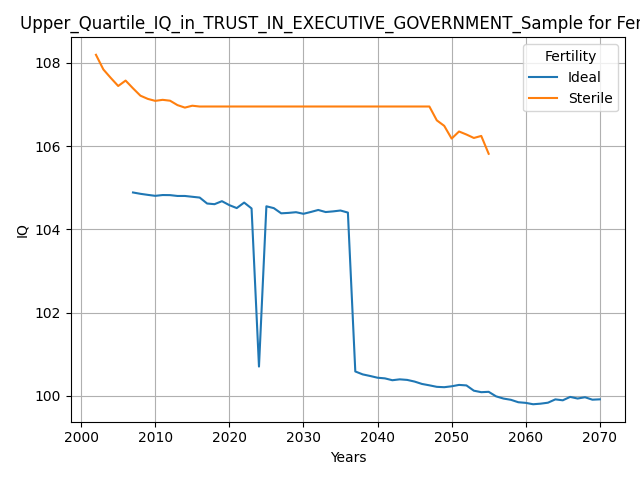 Upper_Quartile_IQ_in_TRUST_IN_EXECUTIVE_GOVERNMENT_Sample for Fer
108
106
104
102
100
IQ
Fertility
Ideal
Sterile
2000 2010 2020 2030 2040 2050 2060 2070
Years